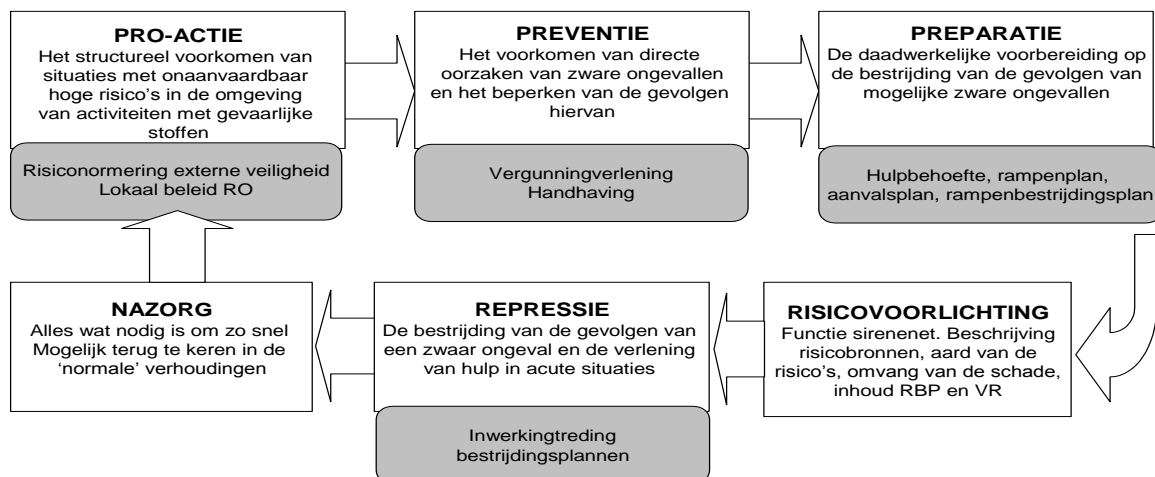 PRO-ACTIE
Het structureel voorkomen van
situaties met onaanvaardbaar
hoge risico's in de omgeving
van activiteiten met gevaarlijke
stoffen
Risiconormering externe veiligheid
Lokaal beleid RO
PREVENTIE
Het voorkomen van directe
oorzaken van zware ongevallen
en het beperken van de gevolgen
hiervan
Vergunningverlening
Handhaving
PREPARATIE
De daadwerkelijke voorbereiding op
de bestrijding van de gevolgen van
mogelijke zware ongevallen
Hulpbehoefte, rampenplan,
aanvalsplan, rampenbestrijdingsplan
RISICOVOORLICHTING
Functie sirenenet. Beschrijving
risicobronnen, aard van de
risico's, omvang van de schade,
inhoud RBP en VR
REPRESSIE
De bestrijding van de gevolgen van
een zwaar ongeval en de verlening
van hulp in acute situaties
Inwerkingtreding
bestrijdingsplannen
NAZORG
Alles wat nodig is om zo snel
Mogelijk terug te keren in de
'normale' verhoudingen